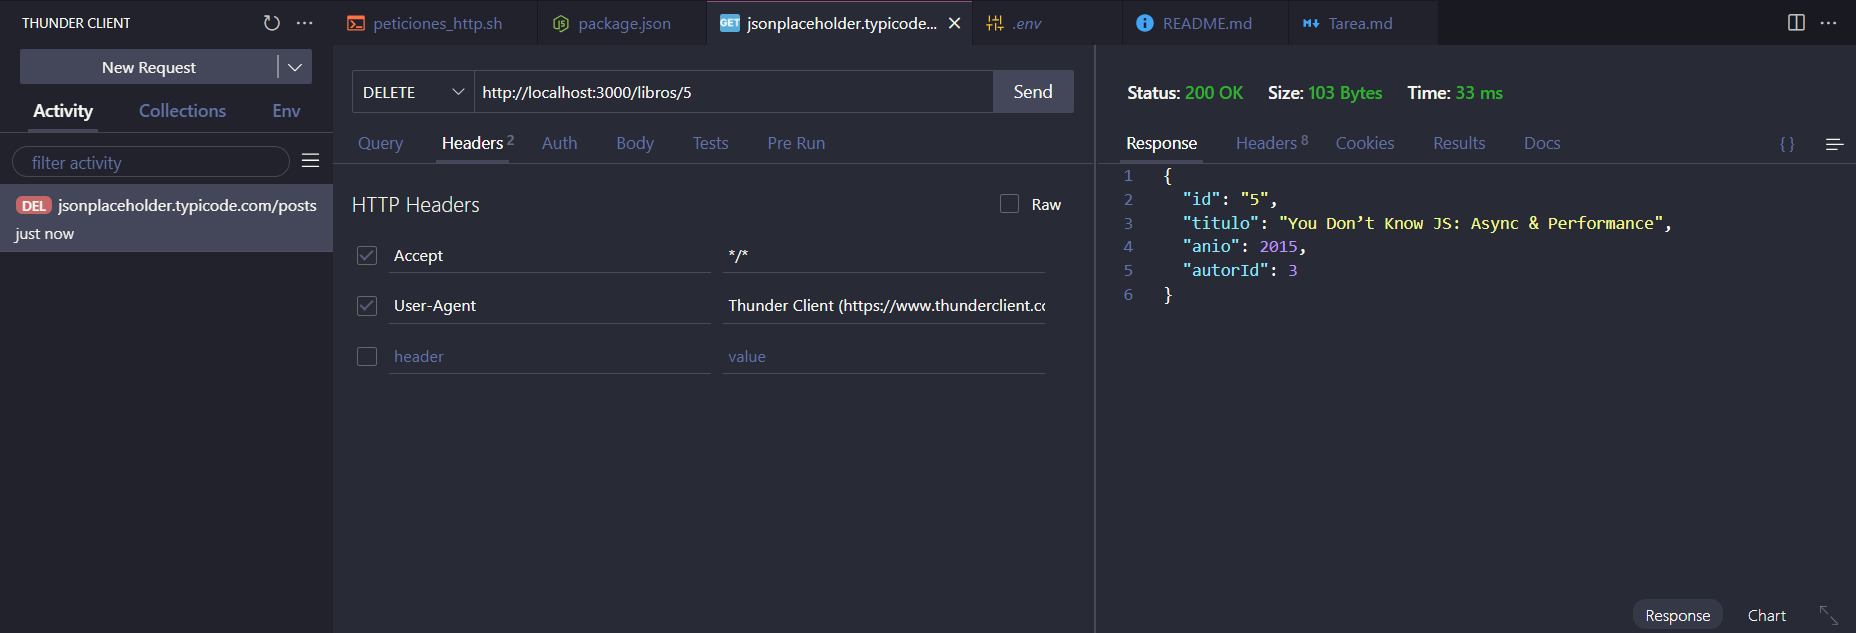 THUNDER CLIENT
New Request
Activity Collections Env
filter activity
DEL jsonplaceholder.typicode.com/posts
just now
peticiones_http.sh package.json GET jsonplaceholder.typicode... .env README.md Tarea.md
DELETE http://localhost:3000/libros/5 Send
Query Headers 2 Auth Body Tests Pre Run
HTTP Headers Raw
Accept */*
User-Agent Thunder Client (https://www.thunderclient.co
header value
Status: 200 OK Size: 103 Bytes Time: 33 ms
Response Headers 8 Cookies Results Docs { }
1 {
2 "id": "5",
3 "titulo": "You Don’t Know JS: Async & Performance",
4 "anio": 2015,
5 "autorId": 3
6 }
Response Chart